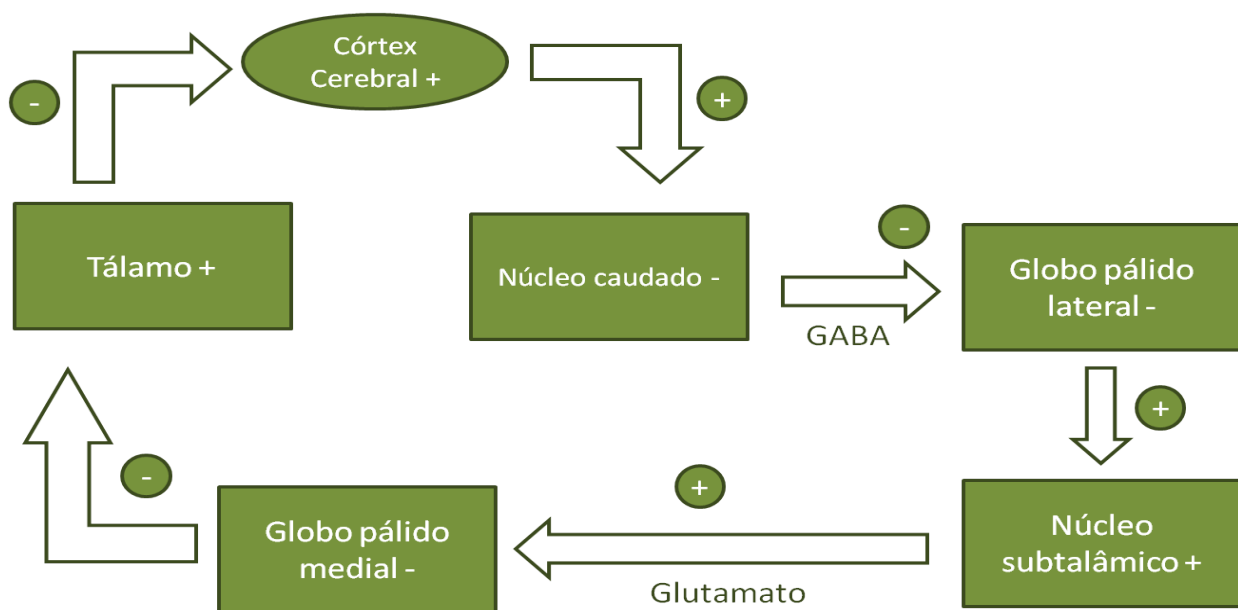 Córtex
Cerebral +
-
+
Tálamo +
Núcleo caudado -
-
GABA
Globo pálido
lateral -
+
Núcleo
subtalâmico +
+
Glutamato
Globo pálido
medial -
-